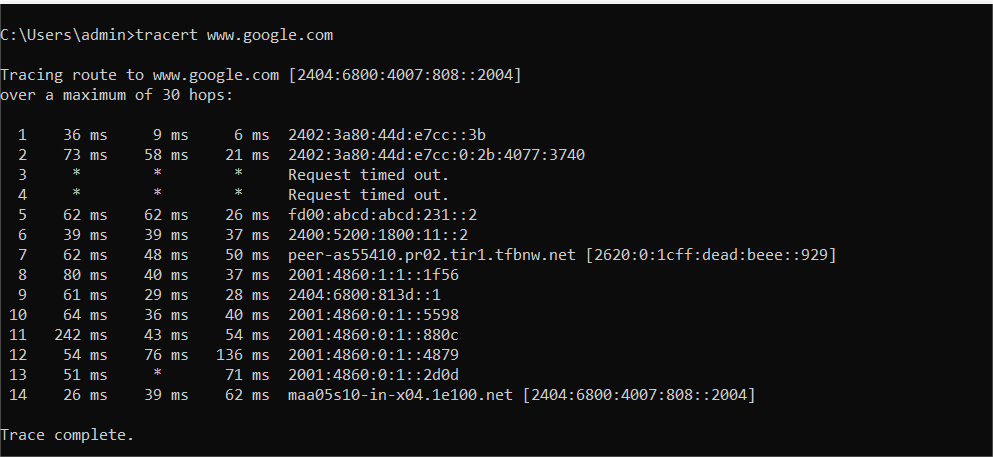 C:\Users\admin>tracert www.google.com
Tracing route to www.google.com [2404:6800:4007:808::2004]
over a maximum of 30 hops:
1 36 ms 9 ms 6 ms 2402:3a80:44d:e7cc::3b
2 73 ms 58 ms 21 ms 2402:3a80:44d:e7cc:0:2b:4077:3740
3 * * * Request timed out.
4 * * * Request timed out.
5 62 ms 62 ms 26 ms fd00:abcd:abcd:231::2
6 39 ms 39 ms 37 ms 2400:5200:1800:11::2
7 62 ms 48 ms 50 ms peer-as55410.pr02.tir1.tfbnw.net [2620:0:1cff:dead:beee::929]
8 80 ms 40 ms 37 ms 2001:4860:1:1::1f56
9 61 ms 29 ms 28 ms 2404:6800:813d::1
10 64 ms 36 ms 40 ms 2001:4860:0:1::5598
11 242 ms 43 ms 54 ms 2001:4860:0:1::880c
12 54 ms 76 ms 136 ms 2001:4860:0:1::4879
13 51 ms * 71 ms 2001:4860:0:1::2d0d
14 26 ms 39 ms 62 ms maa05s10-in-x04.1e100.net [2404:6800:4007:808::2004]
Trace complete.